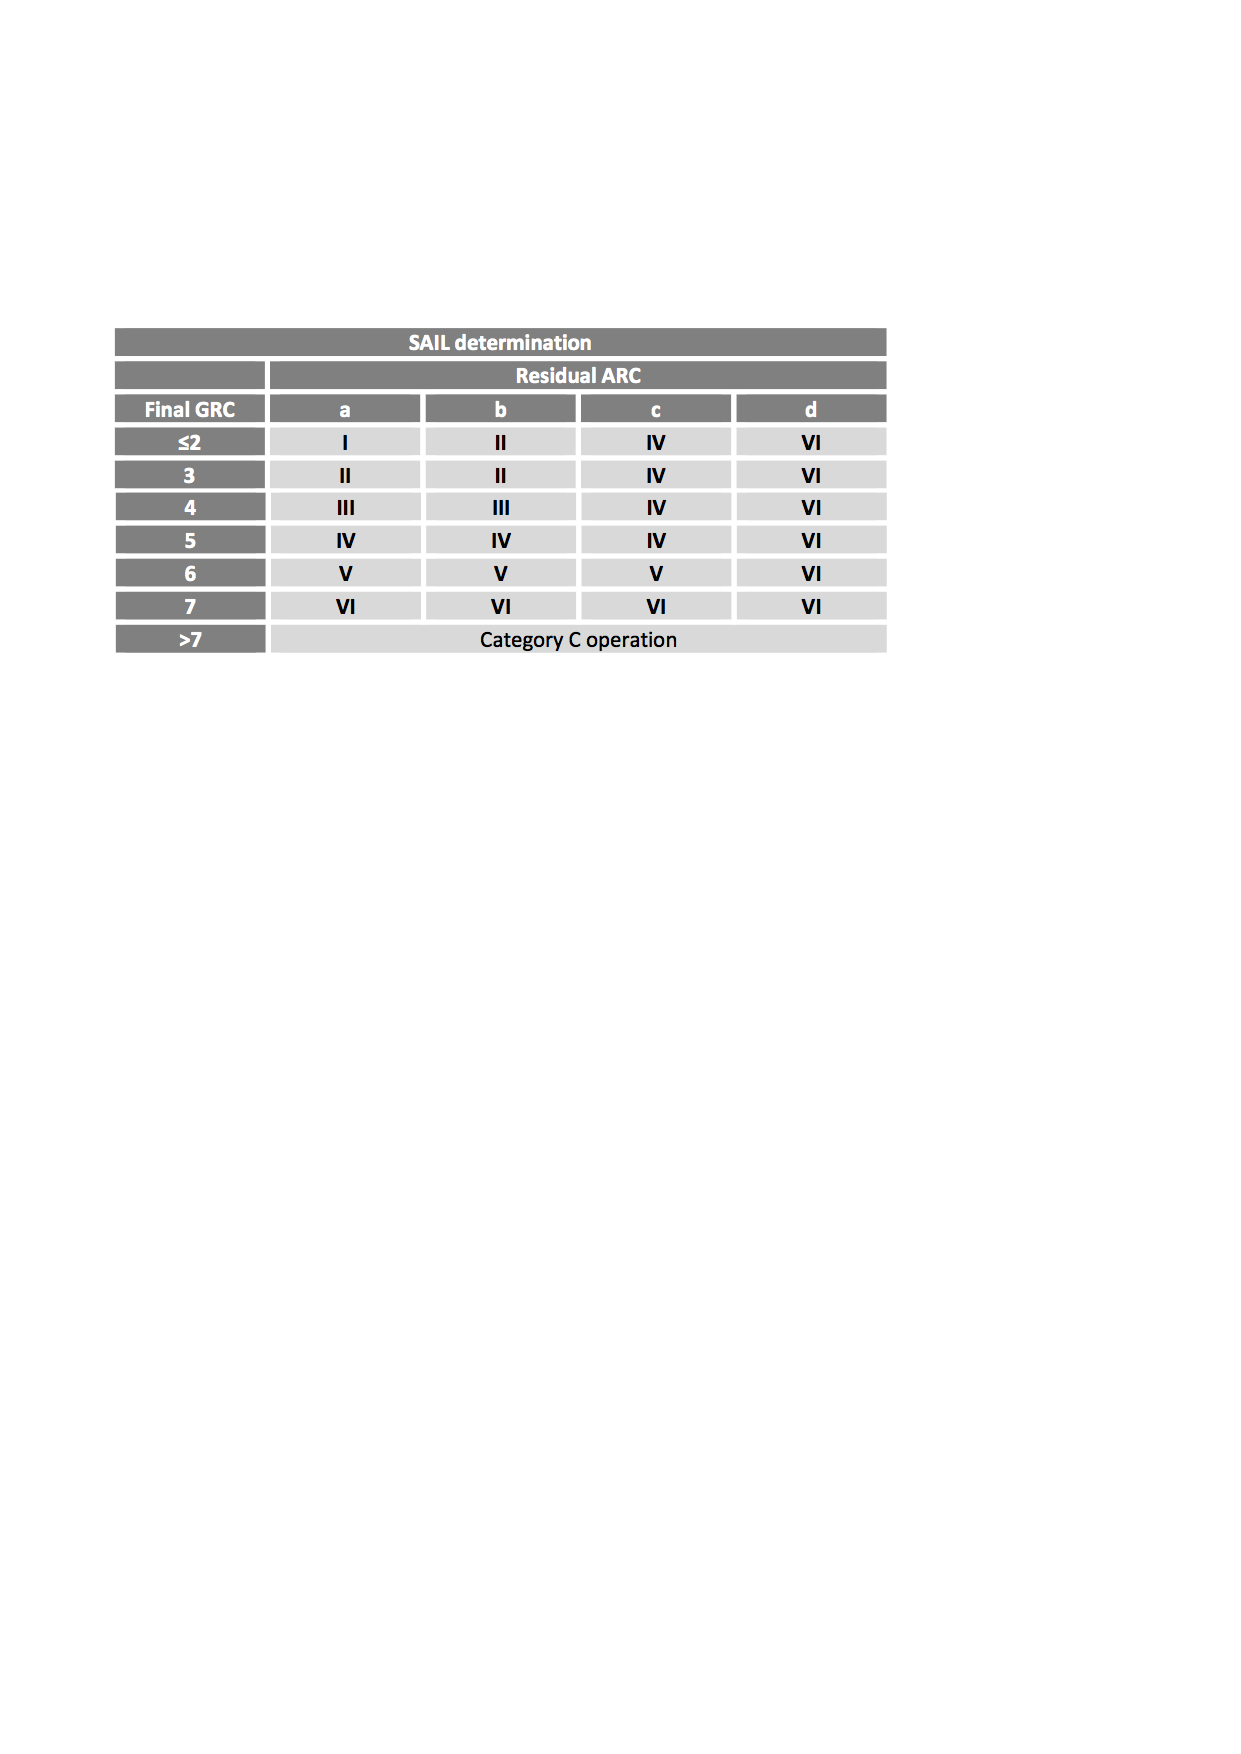 SAIL determination
Residual ARC
Final GRC a b c d
≤2 I II IV VI
3 II II IV VI
4 III III IV VI
5 IV IV IV VI
6 V V V VI
7 VI VI VI VI
>7 Category C operation